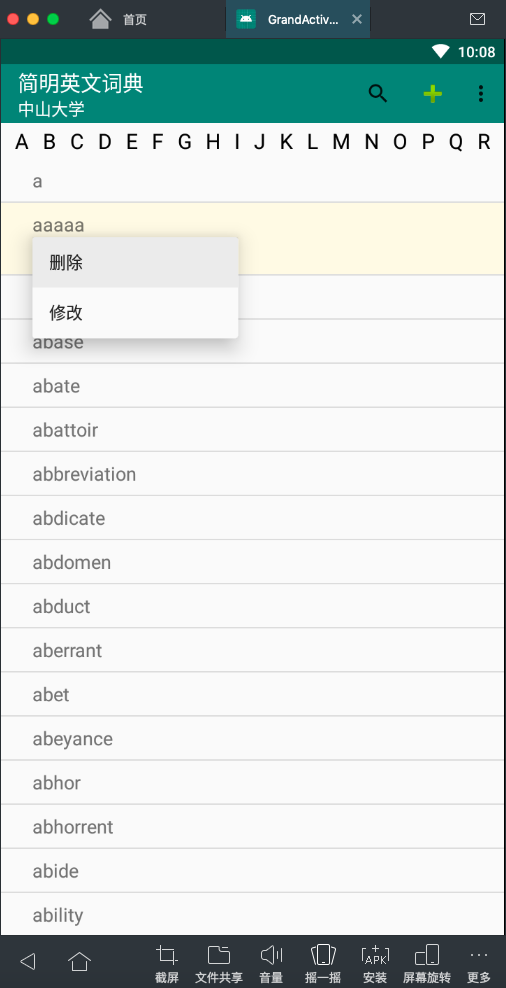 首页
GrandActiv...
10:08
简明英文词典
中山大学
A B C D E F G H I J K L M N O P Q R
a
aaaaa
删除
修改
abase
abate
abattoir
abbreviation
abdicate
abdomen
abduct
aberrant
abet
abeyance
abhor
abhorrent
abide
ability
APK
截屏 文件共享 音量 摇一摇 安装 屏幕旋转 更多